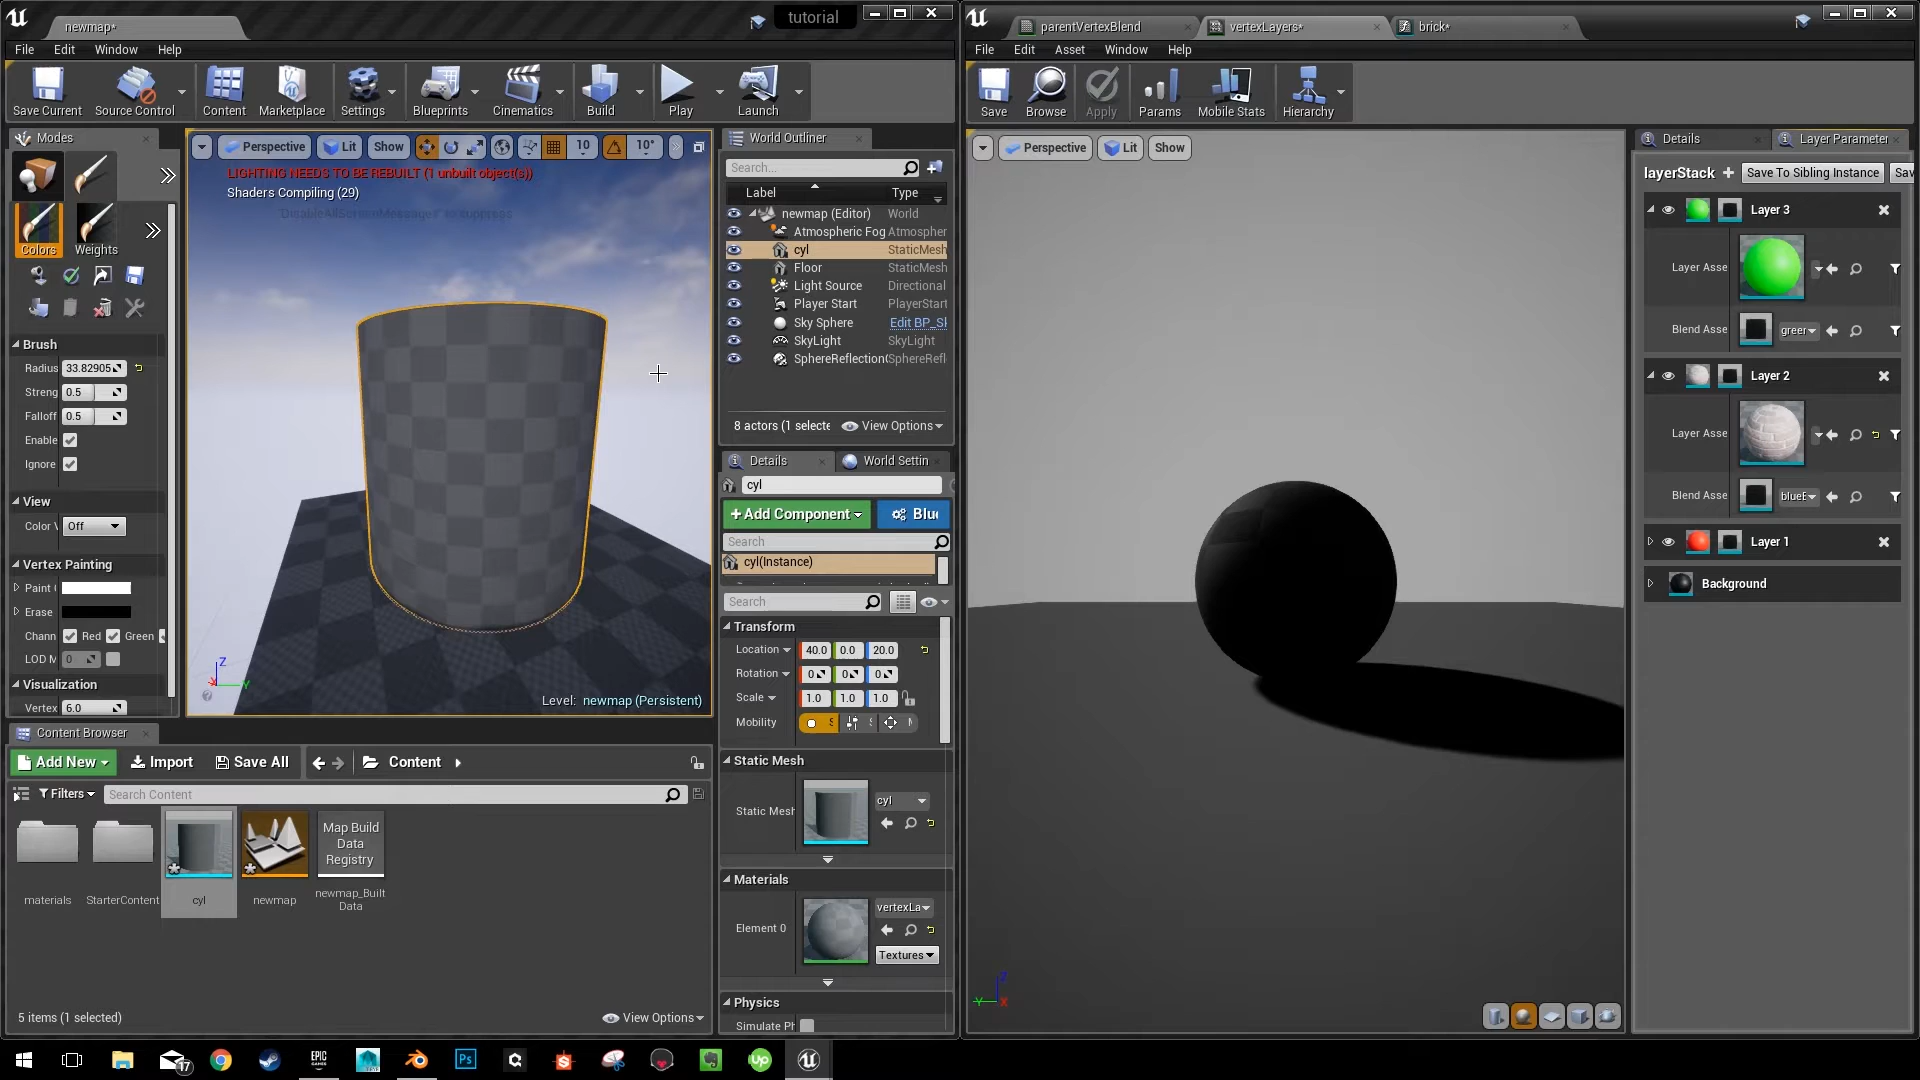 newmap*
tutorial
File Edit Window Help
Save Current
Source Control
Content
Marketplace
Settings
Blueprints
Cinematics
Build
Play
Launch
Modes
Colors
Weights
Brush
Radius 33.82905
Streng 0.5
Falloff 0.5
Enable
Ignore
View
Color V Off
Vertex Painting
Paint
Erase
Chann Red Green
LOD M 0
Visualization
Vertex 6.0
Perspective Lit Show 10 10°
LIGHTING NEEDS TO BE REBUILT (1 unbuilt object(s))
Shaders Compiling (29)
'DisableAllScreenMessages' to suppress
Z
X
Y
Level: newmap (Persistent)
World Outliner
Search...
Label Type
newmap (Editor) World
Atmospheric Fog Atmospher
cyl StaticMesh
Floor StaticMesh
Light Source Directional
Player Start PlayerStart
Sky Sphere Edit BP_Sk
SkyLight SkyLight
SphereReflection SphereRefl
8 actors (1 selecte View Options
Details World Settin
cyl
+Add Component Blu
Search
cyl(Instance)
Search
Transform
Location 40.0 0.0 20.0
Rotation 0 0 0
Scale 1.0 1.0 1.0
Mobility S
Static Mesh
Static Mesh cyl
Materials
Element 0 vertexLa
Textures
Physics
Simulate Ph
Content Browser
Add New Import Save All Content
Filters Search Content
Map Build
Data
Registry
materials StarterContent cyl newmap newmap_Built
Data
5 items (1 selected) View Options
parentVertexBlend vertexLayers* brick*
File Edit Asset Window Help
Save
Browse
Apply
Params
Mobile Stats
Hierarchy
Perspective Lit Show
Z
Y X
Details Layer Parameter
layerStack + Save To Sibling Instance Sav
Layer 3
Layer Asse
Blend Asse
Layer 2
Layer Asse
Blend Asse
Layer 1
Background
17
EPIC
GAMES
Ps
Up